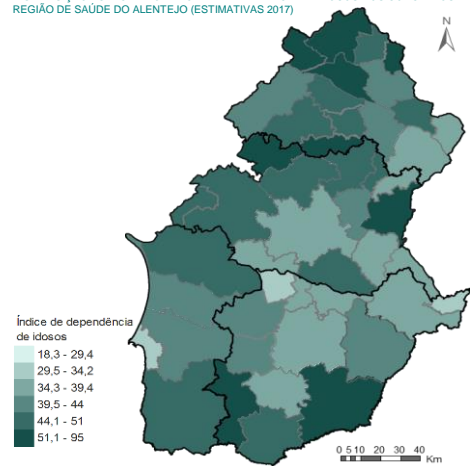 REGIÃO DE SAÚDE DO ALENTEJO (ESTIMATIVAS 2017)
N
Índice de dependência
de idosos
18,3 - 29,4
29,5 - 34,2
34,3 - 39,4
39,5 - 44
44,1 - 51
51,1 - 95
0 5 10 20 30 40
Km